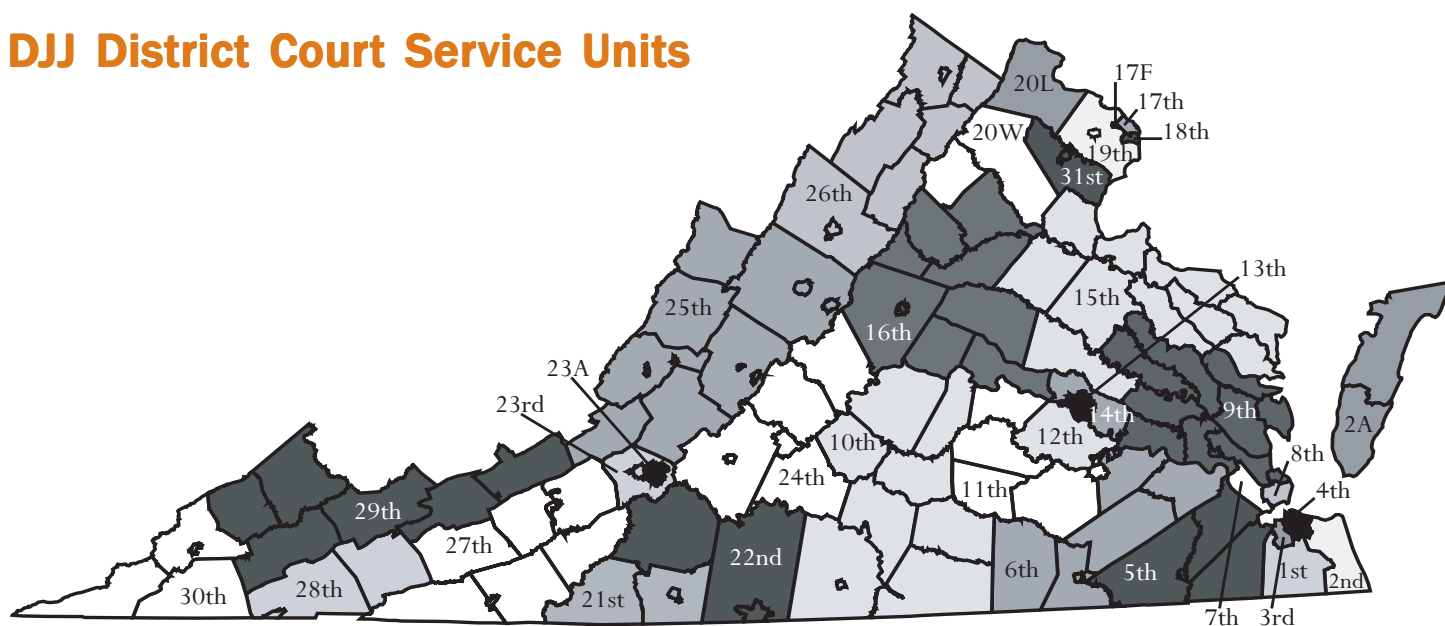 DJJ District Court Service Units
17F
20L
17th
20W
18th
19th
31st
26th
13th
15th
25th
16th
23A
23rd
9th
14th
2A
12th
10th
8th
24th
11th
4th
29th
27th
22nd
6th
5th
1st
2nd
28th
30th
21st
7th
3rd